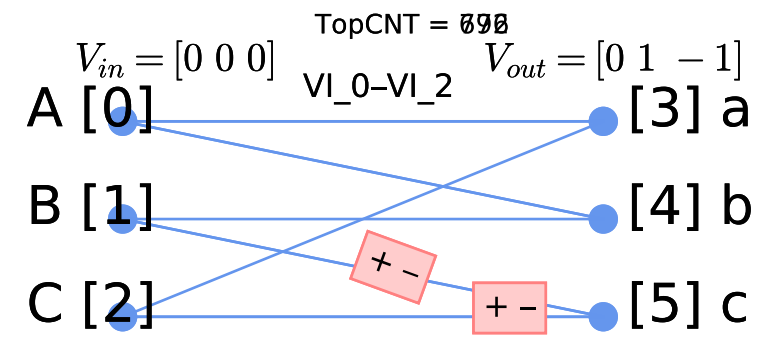 TopCNT =
V_in = [0 0 0]
V_out = [0 1 −1]
VI_0–VI_2
A [0]
[3] a
B [1]
[4] b
+ −
C [2]
+ −
[5] c